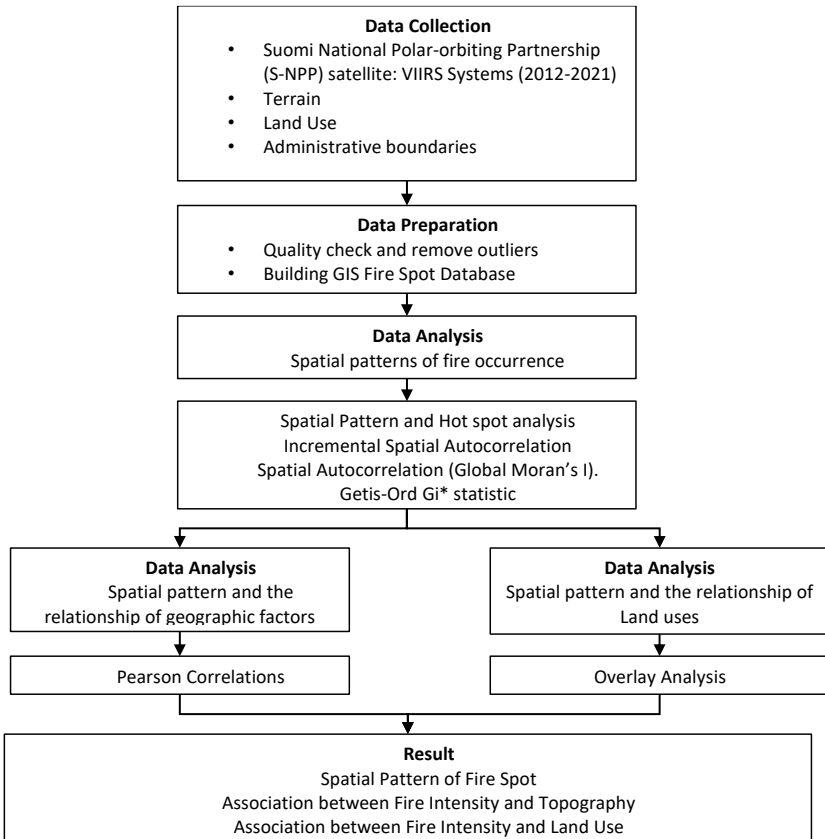 Data Collection
• Suomi National Polar-orbiting Partnership
(S-NPP) satellite: VIIRS Systems (2012-2021)
• Terrain
• Land Use
• Administrative boundaries
Data Preparation
• Quality check and remove outliers
• Building GIS Fire Spot Database
Data Analysis
Spatial patterns of fire occurrence
Spatial Pattern and Hot spot analysis
Incremental Spatial Autocorrelation
Spatial Autocorrelation (Global Moran’s I).
Getis-Ord Gi* statistic
Data Analysis
Spatial pattern and the
relationship of geographic factors
Data Analysis
Spatial pattern and the relationship of
Land uses
Pearson Correlations
Overlay Analysis
Result
Spatial Pattern of Fire Spot
Association between Fire Intensity and Topography
Association between Fire Intensity and Land Use